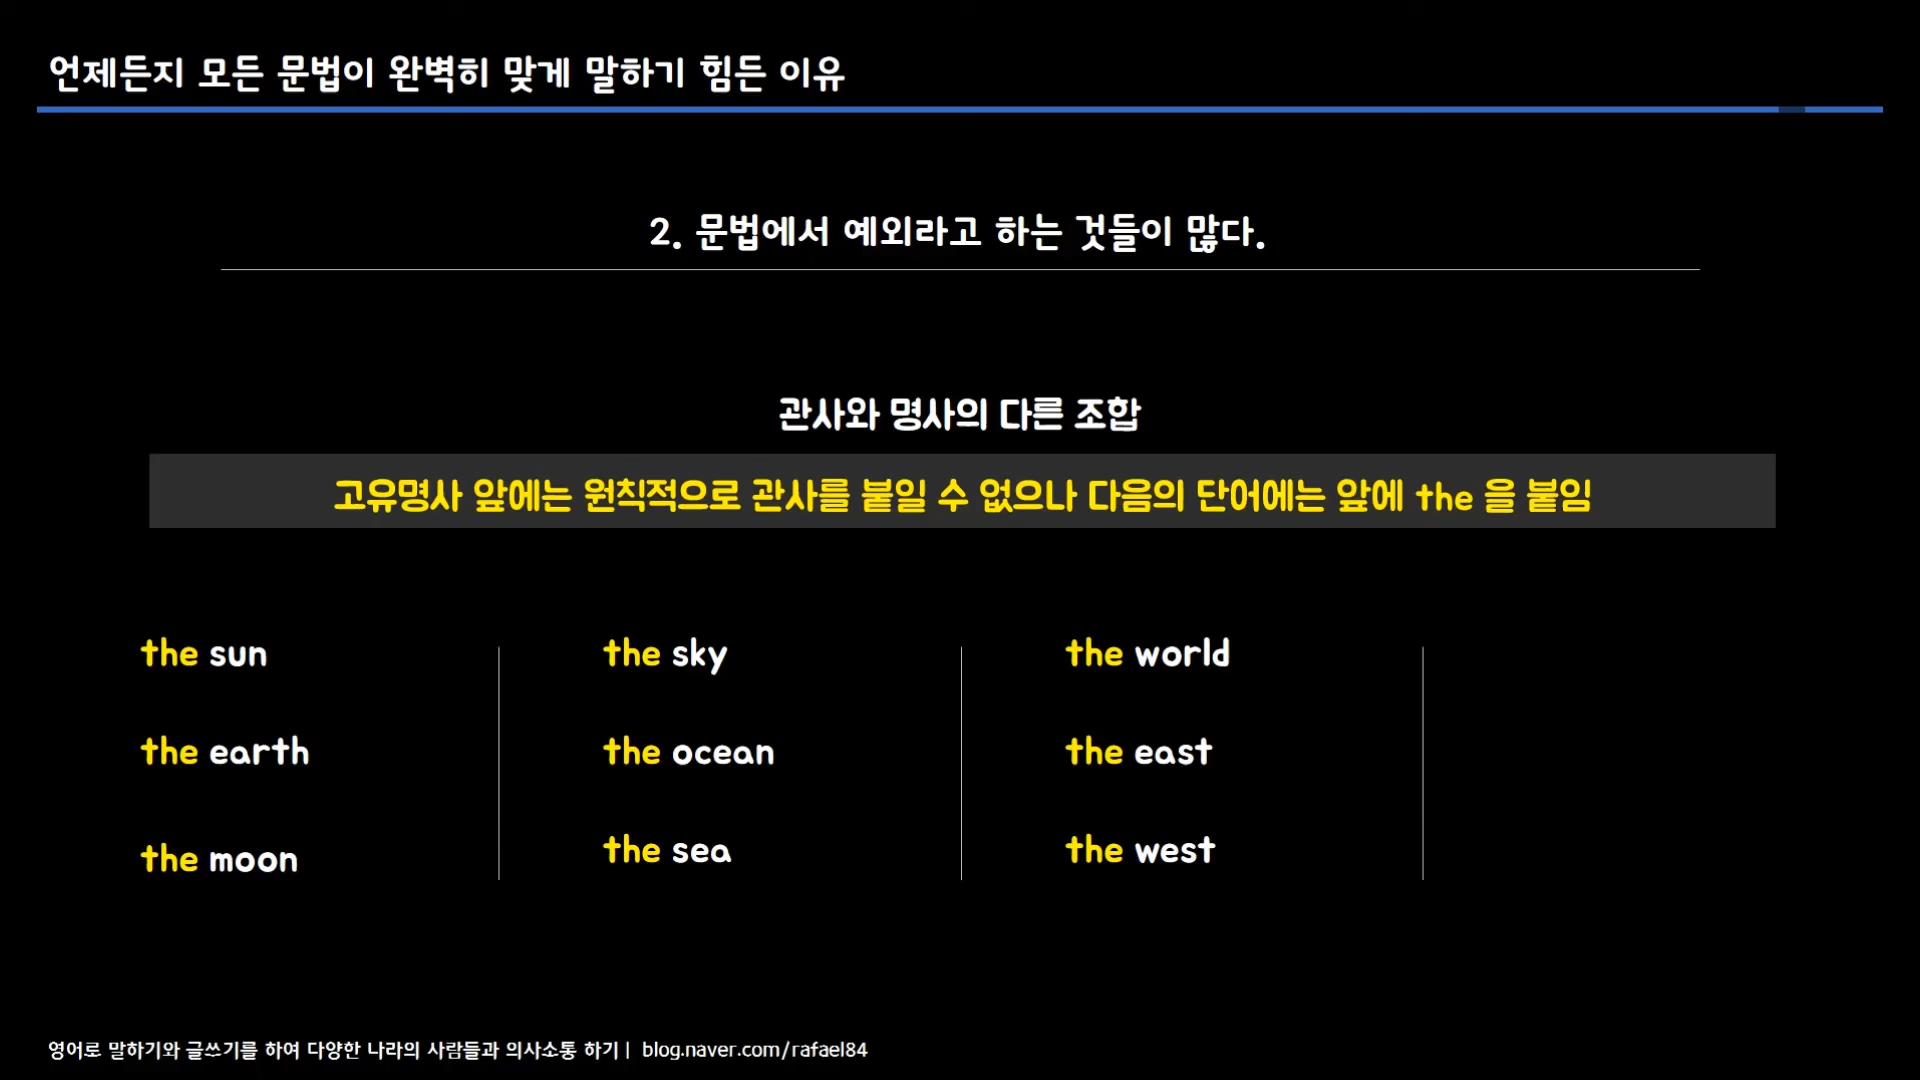 언제든지 모든 문법이 완벽히 맞게 말하기 힘든 이유
2. 문법에서 예외라고 하는 것들이 많다.
관사와 명사의 다른 조합
고유명사 앞에는 원칙적으로 관사를 붙일 수 없으나 다음의 단어에는 앞에 the 을 붙임
the sun
the earth
the moon
the sky
the ocean
the sea
the world
the east
the west
영어로 말하기와 글쓰기를 하여 다양한 나라의 사람들과 의사소통 하기 | blog.naver.com/rafael84